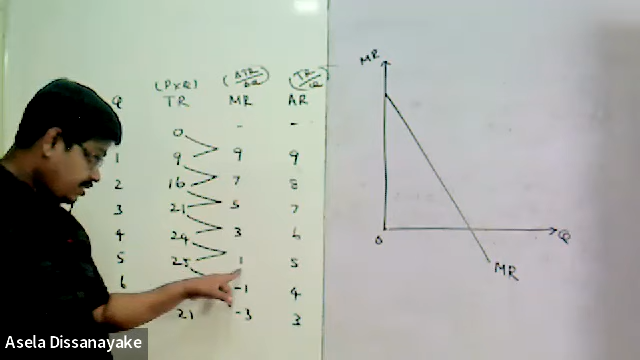 (PxQ) (ΔTR/ΔQ) (TR/Q)
Q TR MR AR
0 - -
1 9 9 9
2 16 7 8
3 21 5 7
4 24 3 6
5 25 1 5
6 -1 4
21 -3 3
MR
0 Q
MR
Asela Dissanayake